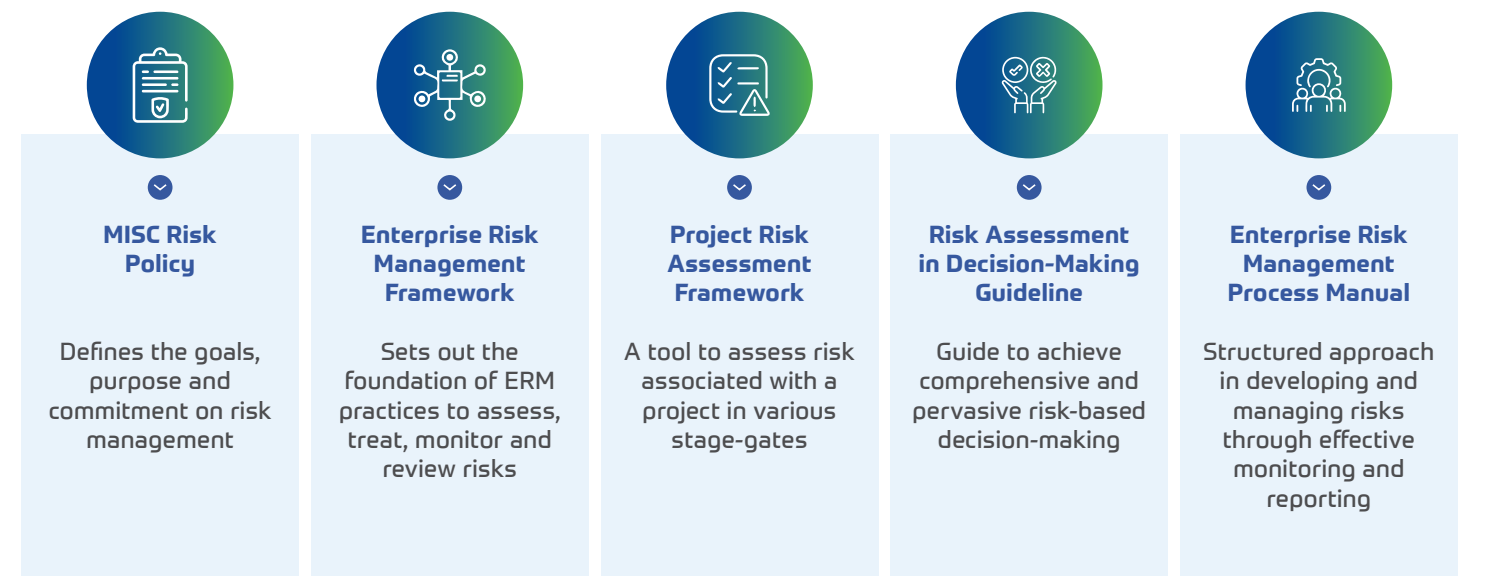 MISC Risk
Policy
Defines the goals,
purpose and
commitment on risk
management
Enterprise Risk
Management
Framework
Sets out the
foundation of ERM
practices to assess,
treat, monitor and
review risks
Project Risk
Assessment
Framework
A tool to assess risk
associated with a
project in various
stage-gates
Risk Assessment
in Decision-Making
Guideline
Guide to achieve
comprehensive and
pervasive risk-based
decision-making
Enterprise Risk
Management
Process Manual
Structured approach
in developing and
managing risks
through effective
monitoring and
reporting